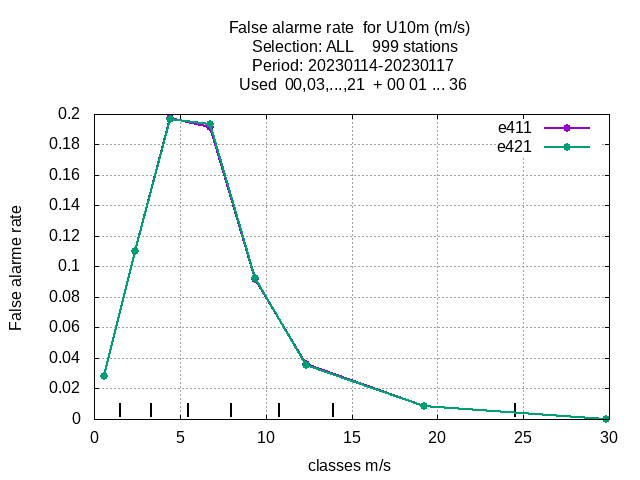 False alarme rate  for U10m (m/s)
Selection: ALL    999 stations
Period: 20230114-20230117
Used  00,03,...,21  + 00 01 ... 36
e411
e421
0.2
0.18
0.16
0.14
0.12
0.1
0.08
0.06
0.04
0.02
0
False alarme rate
0 5 10 15 20 25 30
classes m/s